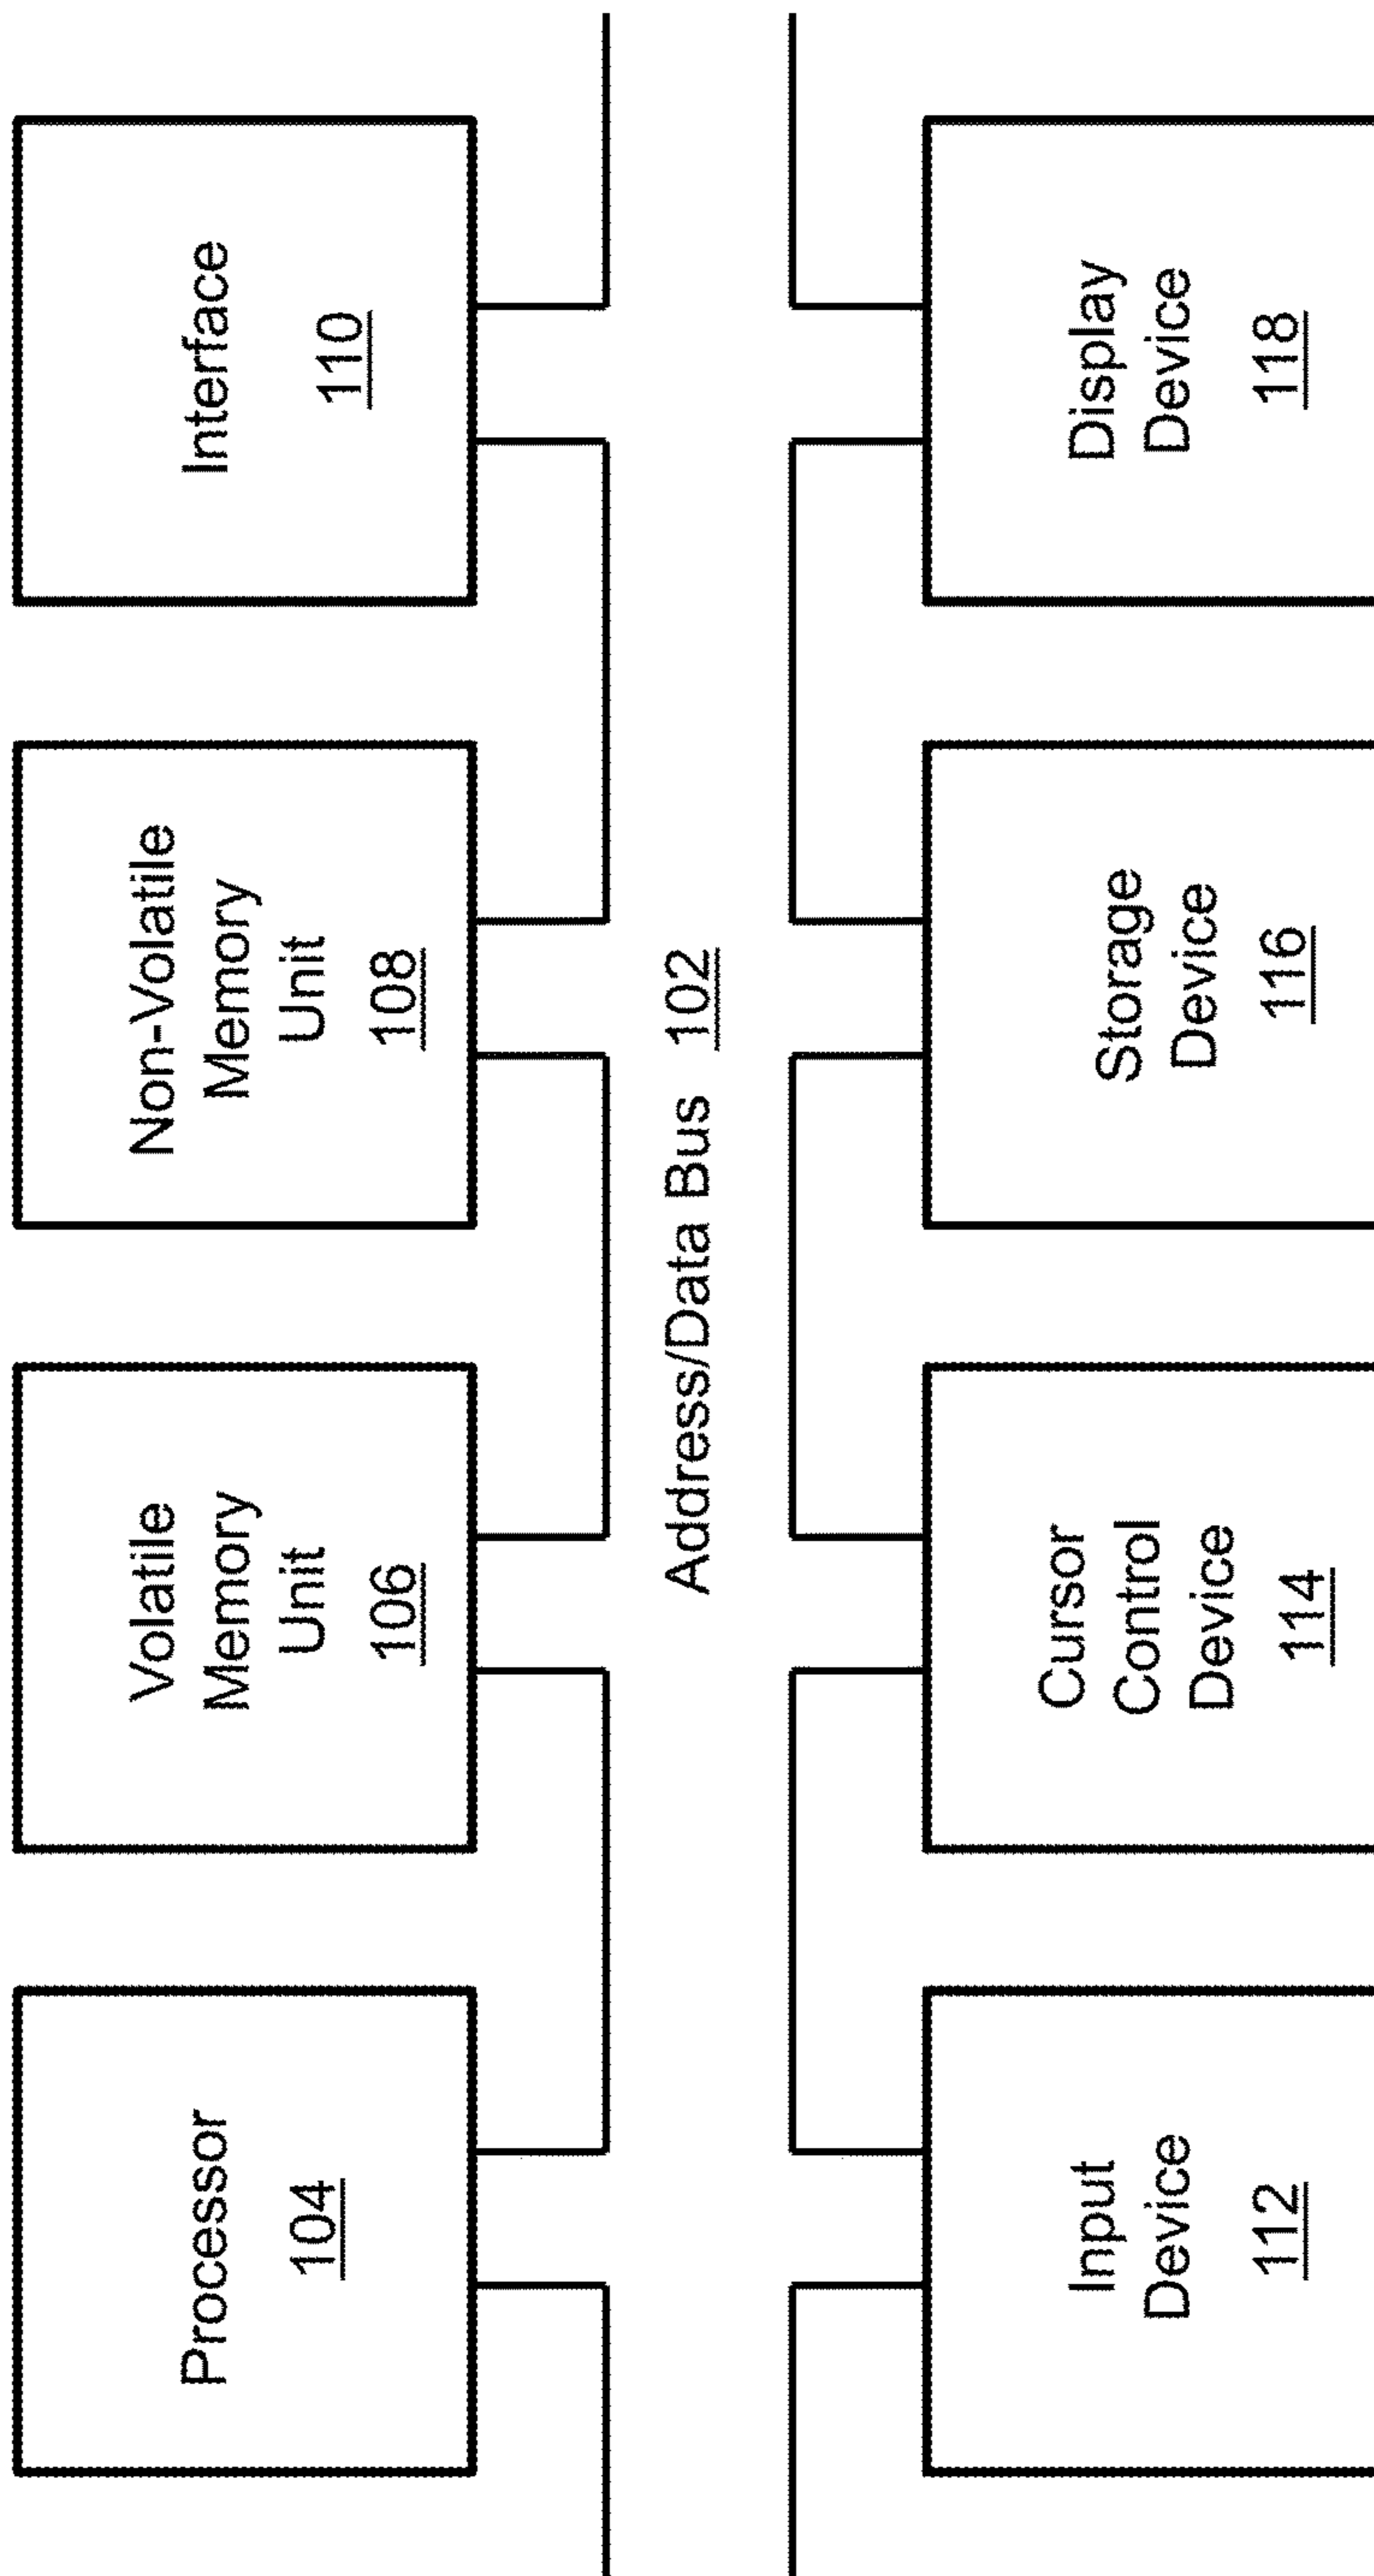 Processor
104
Volatile
Memory
Unit
106
Non-Volatile
Memory
Unit
108
Interface
110
Address/Data Bus 102
Input
Device
112
Cursor
Control
Device
114
Storage
Device
116
Display
Device
118